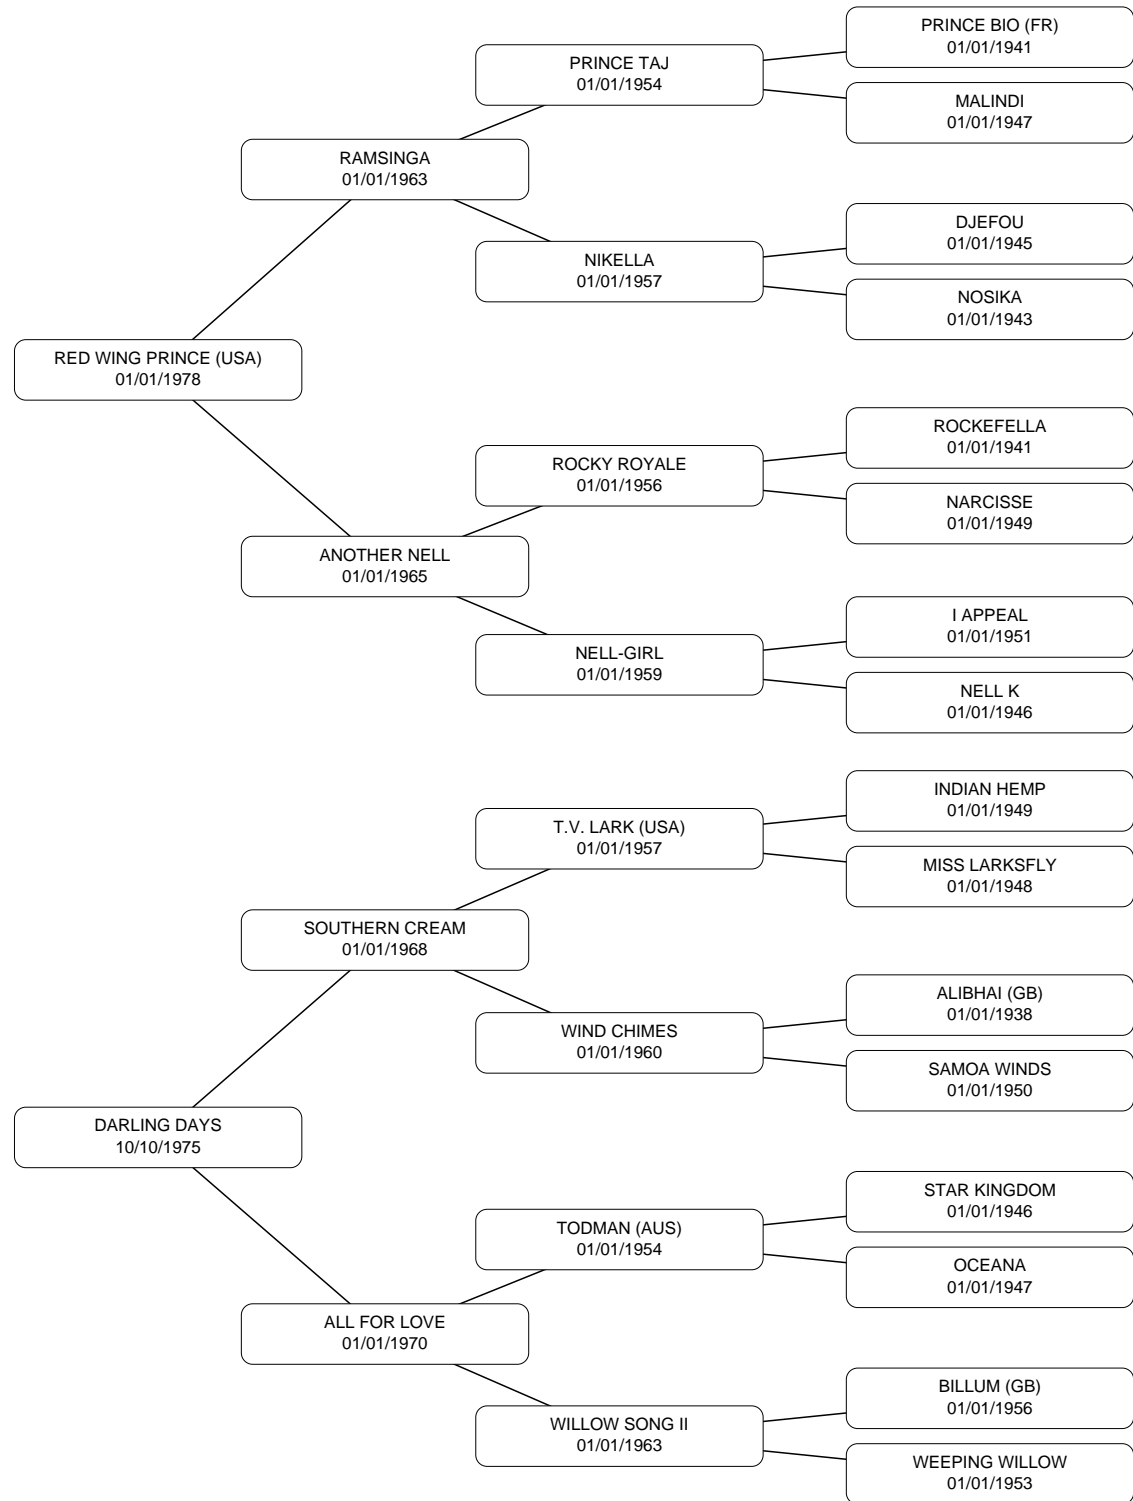 PRINCE BIO (FR)
01/01/1941
PRINCE TAJ
01/01/1954
MALINDI
01/01/1947
RAMSINGA
01/01/1963
DJEFOU
01/01/1945
NIKELLA
01/01/1957
NOSIKA
01/01/1943
RED WING PRINCE (USA)
01/01/1978
ROCKEFELLA
01/01/1941
ROCKY ROYALE
01/01/1956
NARCISSE
01/01/1949
ANOTHER NELL
01/01/1965
I APPEAL
01/01/1951
NELL-GIRL
01/01/1959
NELL K
01/01/1946
INDIAN HEMP
01/01/1949
T.V. LARK (USA)
01/01/1957
MISS LARKSFLY
01/01/1948
SOUTHERN CREAM
01/01/1968
ALIBHAI (GB)
01/01/1938
WIND CHIMES
01/01/1960
SAMOA WINDS
01/01/1950
DARLING DAYS
10/10/1975
STAR KINGDOM
01/01/1946
TODMAN (AUS)
01/01/1954
OCEANA
01/01/1947
ALL FOR LOVE
01/01/1970
BILLUM (GB)
01/01/1956
WILLOW SONG II
01/01/1963
WEEPING WILLOW
01/01/1953